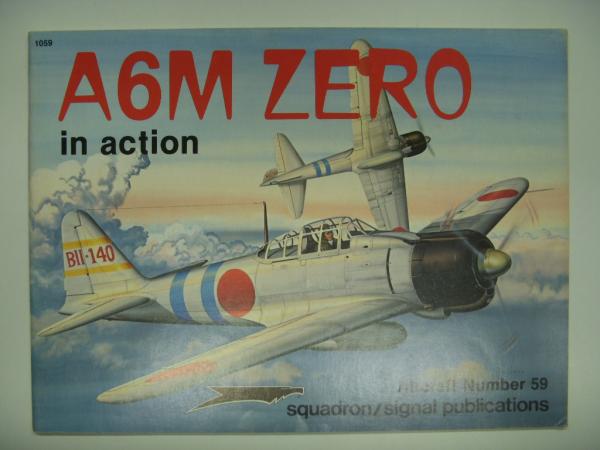 1059
A6M ZERO
in action
BII-140
Aircraft Number 59
squadron/signal publications